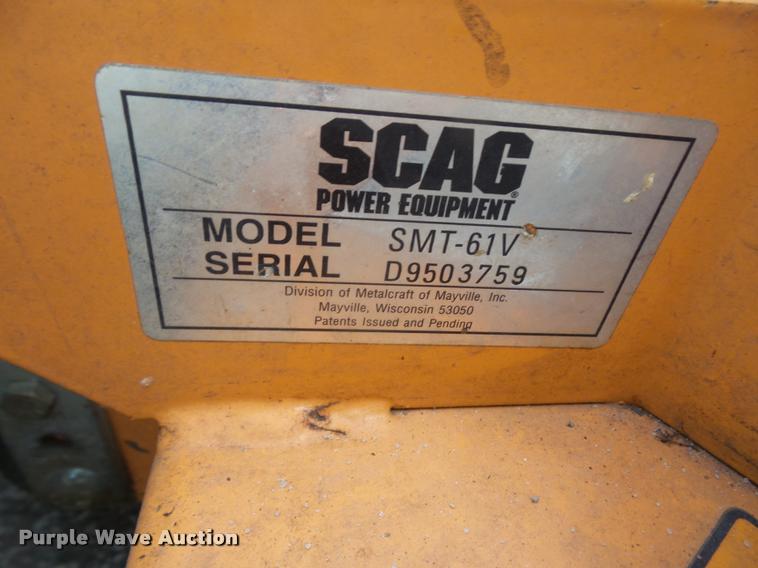 SCAG
POWER EQUIPMENT®
MODEL SMT-61V
SERIAL D9503759
Division of Metalcraft of Mayville, Inc.
Mayville, Wisconsin 53050
Patents Issued and Pending
Purple Wave Auction